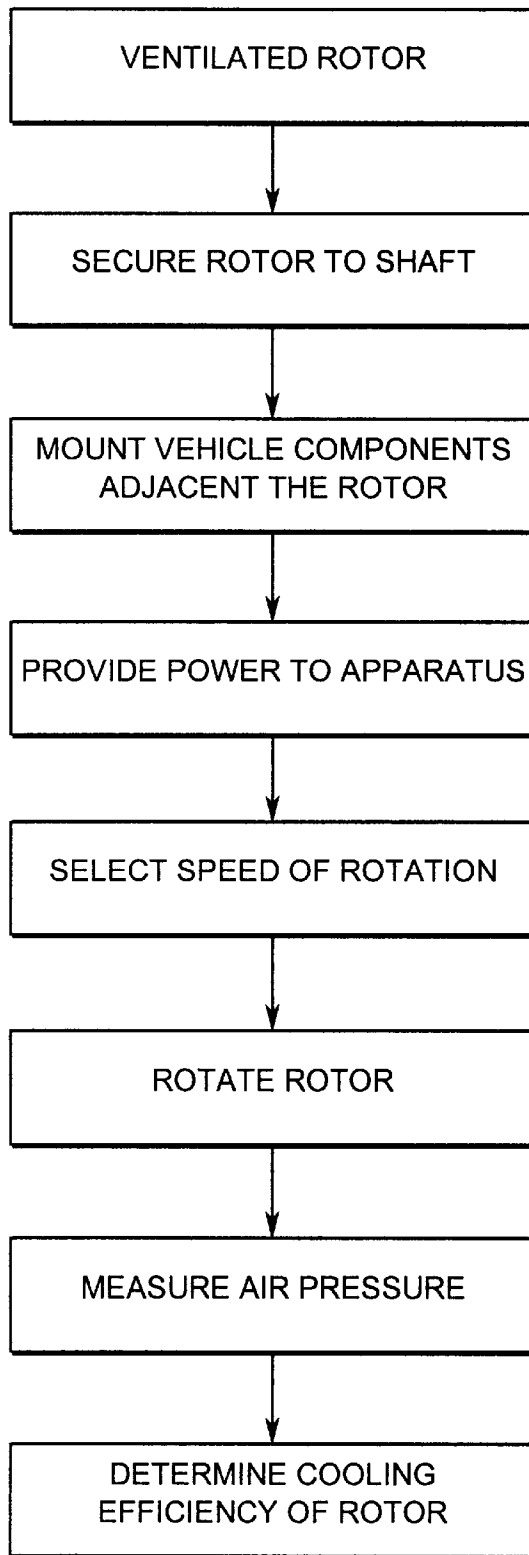 VENTILATED ROTOR
SECURE ROTOR TO SHAFT
MOUNT VEHICLE COMPONENTS
ADJACENT THE ROTOR
PROVIDE POWER TO APPARATUS
SELECT SPEED OF ROTATION
ROTATE ROTOR
MEASURE AIR PRESSURE
DETERMINE COOLING
EFFICIENCY OF ROTOR